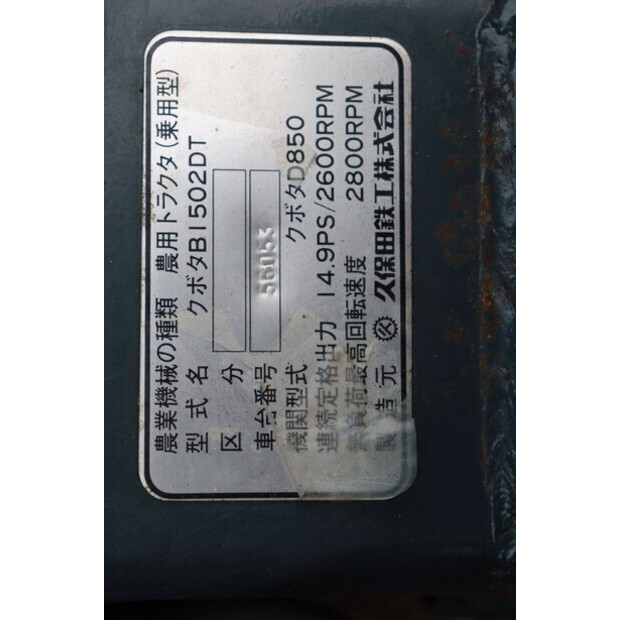 農業機械の種類 農用トラクタ(乗用型)
型式名 クボタB1502DT
区分
車台番号 56053
機関型式 クボタD850
連続定格出力 14.9PS/2600RPM
無負荷最高回転速度 2800RPM
製造元 久保田鉄工株式会社